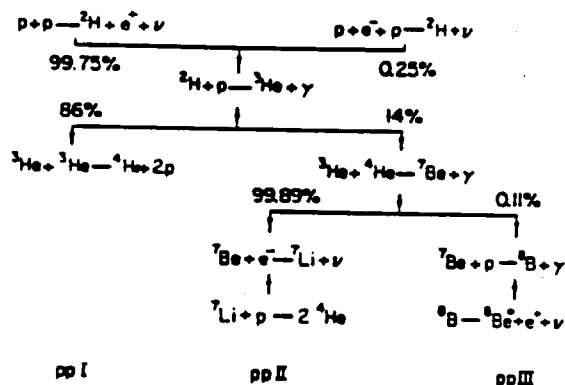 p+p — ²H + e⁺ + ν p+e⁻+p — ²H+ν
99.75% 0.25%
²H+p — ³He+γ
86% 14%
³He+³He — ⁴He+2p ³He+⁴He — ⁷Be+γ
99.89% 0.11%
⁷Be+e⁻ — ⁷Li+ν ⁷Be+p — ⁸B+γ
⁷Li+p — 2 ⁴He ⁸B — ⁸Be*+e⁺+ν
pp I pp II pp III